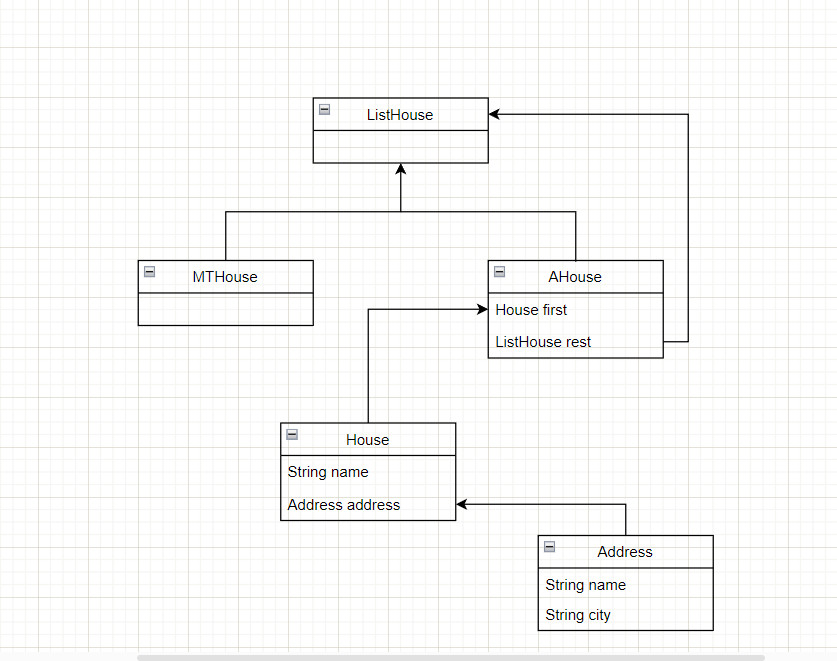 ListHouse
MTHouse
AHouse
House first
ListHouse rest
House
String name
Address address
Address
String name
String city